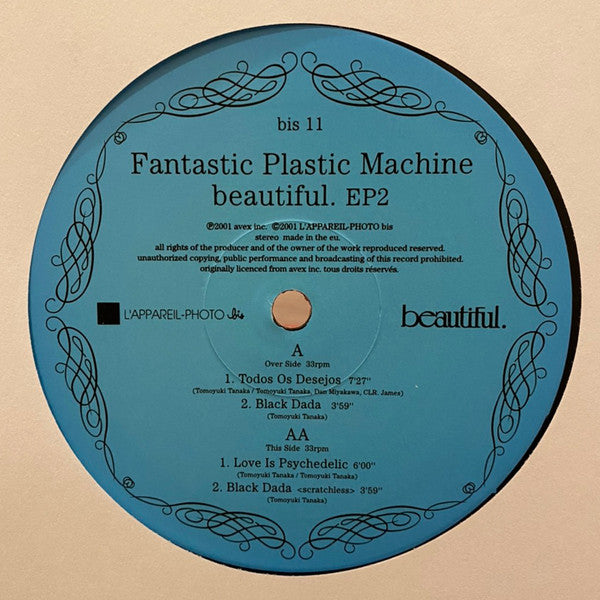 bis 11
Fantastic Plastic Machine
beautiful. EP2
℗2001 avex inc. ©2001 L'APPAREIL-PHOTO bis
stereo made in the eu.
all rights of the producer and of the owner of the work reproduced reserved.
unauthorized copying, public performance and broadcasting of this record prohibited.
originally licenced from avex inc. tous droits réservés.
L'APPAREIL-PHOTO bis
beautiful.
A
Over Side 33rpm
1. Todos Os Desejos 7'27"
(Tomoyuki Tanaka / Tomoyuki Tanaka, Dan Miyakawa, CLR. James)
2. Black Dada 3'59"
(Tomoyuki Tanaka)
AA
This Side 33rpm
1. Love Is Psychedelic 6'00"
(Tomoyuki Tanaka / Tomoyuki Tanaka)
2. Black Dada <scratchless> 3'59"
(Tomoyuki Tanaka)